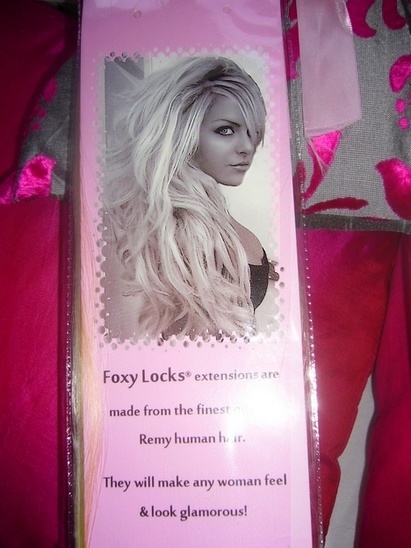 Foxy Locks® extensions are
made from the finest
Remy human hair.
They will make any woman feel
& look glamorous!